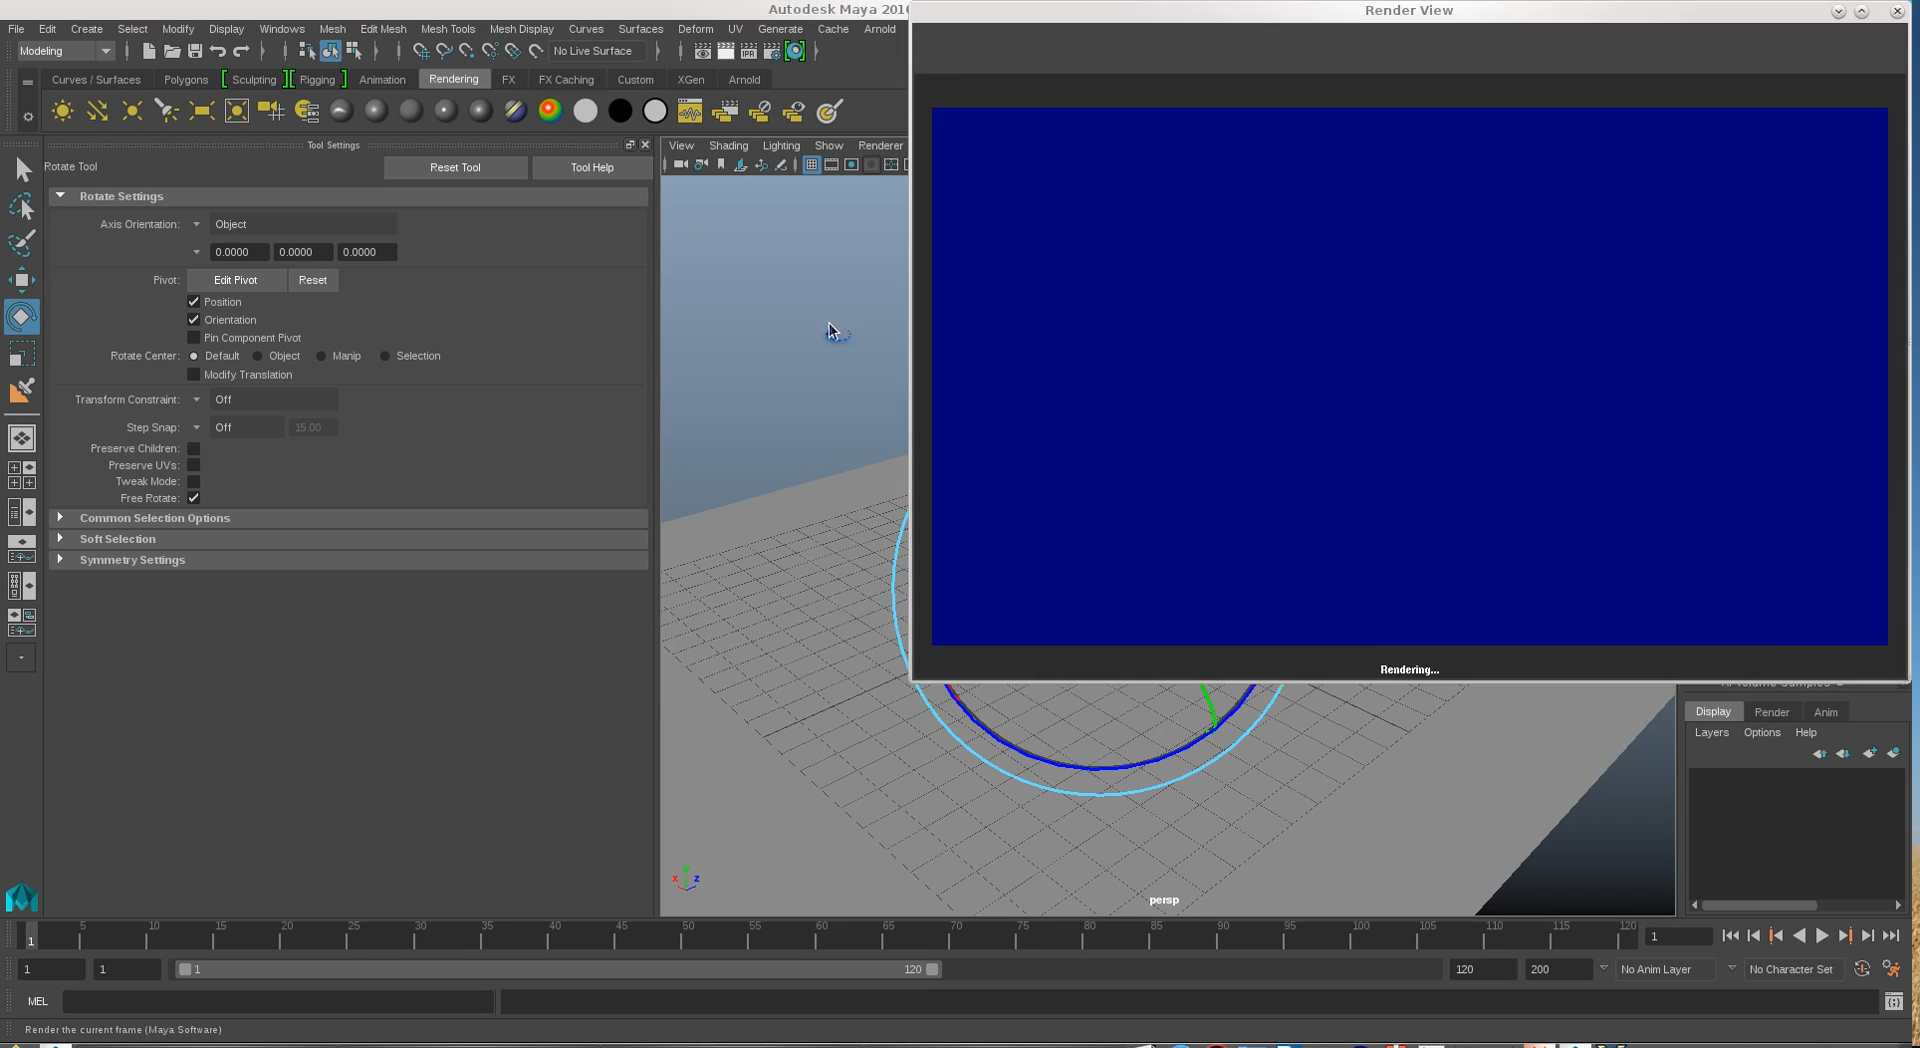 Autodesk Maya 201
Render View
File Edit Create Select Modify Display Windows Mesh Edit Mesh Mesh Tools Mesh Display Curves Surfaces Deform UV Generate Cache Arnold
Modeling
No Live Surface
IPR
Curves / Surfaces Polygons Sculpting Rigging Animation Rendering FX FX Caching Custom XGen Arnold
Tool Settings
Rotate Tool
Reset Tool
Tool Help
View Shading Lighting Show Renderer
Rotate Settings
Axis Orientation: Object
0.0000 0.0000 0.0000
Pivot: Edit Pivot Reset
Position
Orientation
Pin Component Pivot
Rotate Center: Default Object Manip Selection
Modify Translation
Transform Constraint: Off
Step Snap: Off 15.00
Preserve Children:
Preserve UVs:
Tweak Mode:
Free Rotate:
Common Selection Options
Soft Selection
Symmetry Settings
Rendering...
Display Render Anim
Layers Options Help
x y z
persp
1 5 10 15 20 25 30 35 40 45 50 55 60 65 70 75 80 85 90 95 100 105 110 115 120
1
1 1 1 120 120 200 No Anim Layer No Character Set
MEL
Render the current frame (Maya Software)